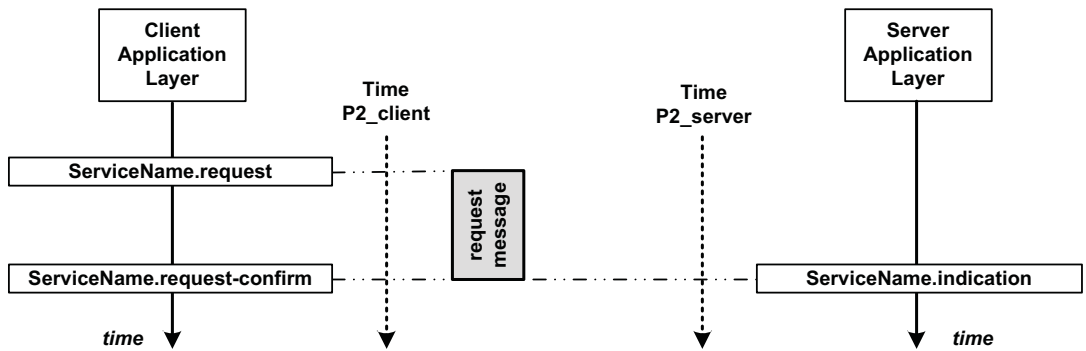 Client
Application
Layer
Server
Application
Layer
Time
P2_client
Time
P2_server
ServiceName.request
request
message
ServiceName.request-confirm
ServiceName.indication
time
time